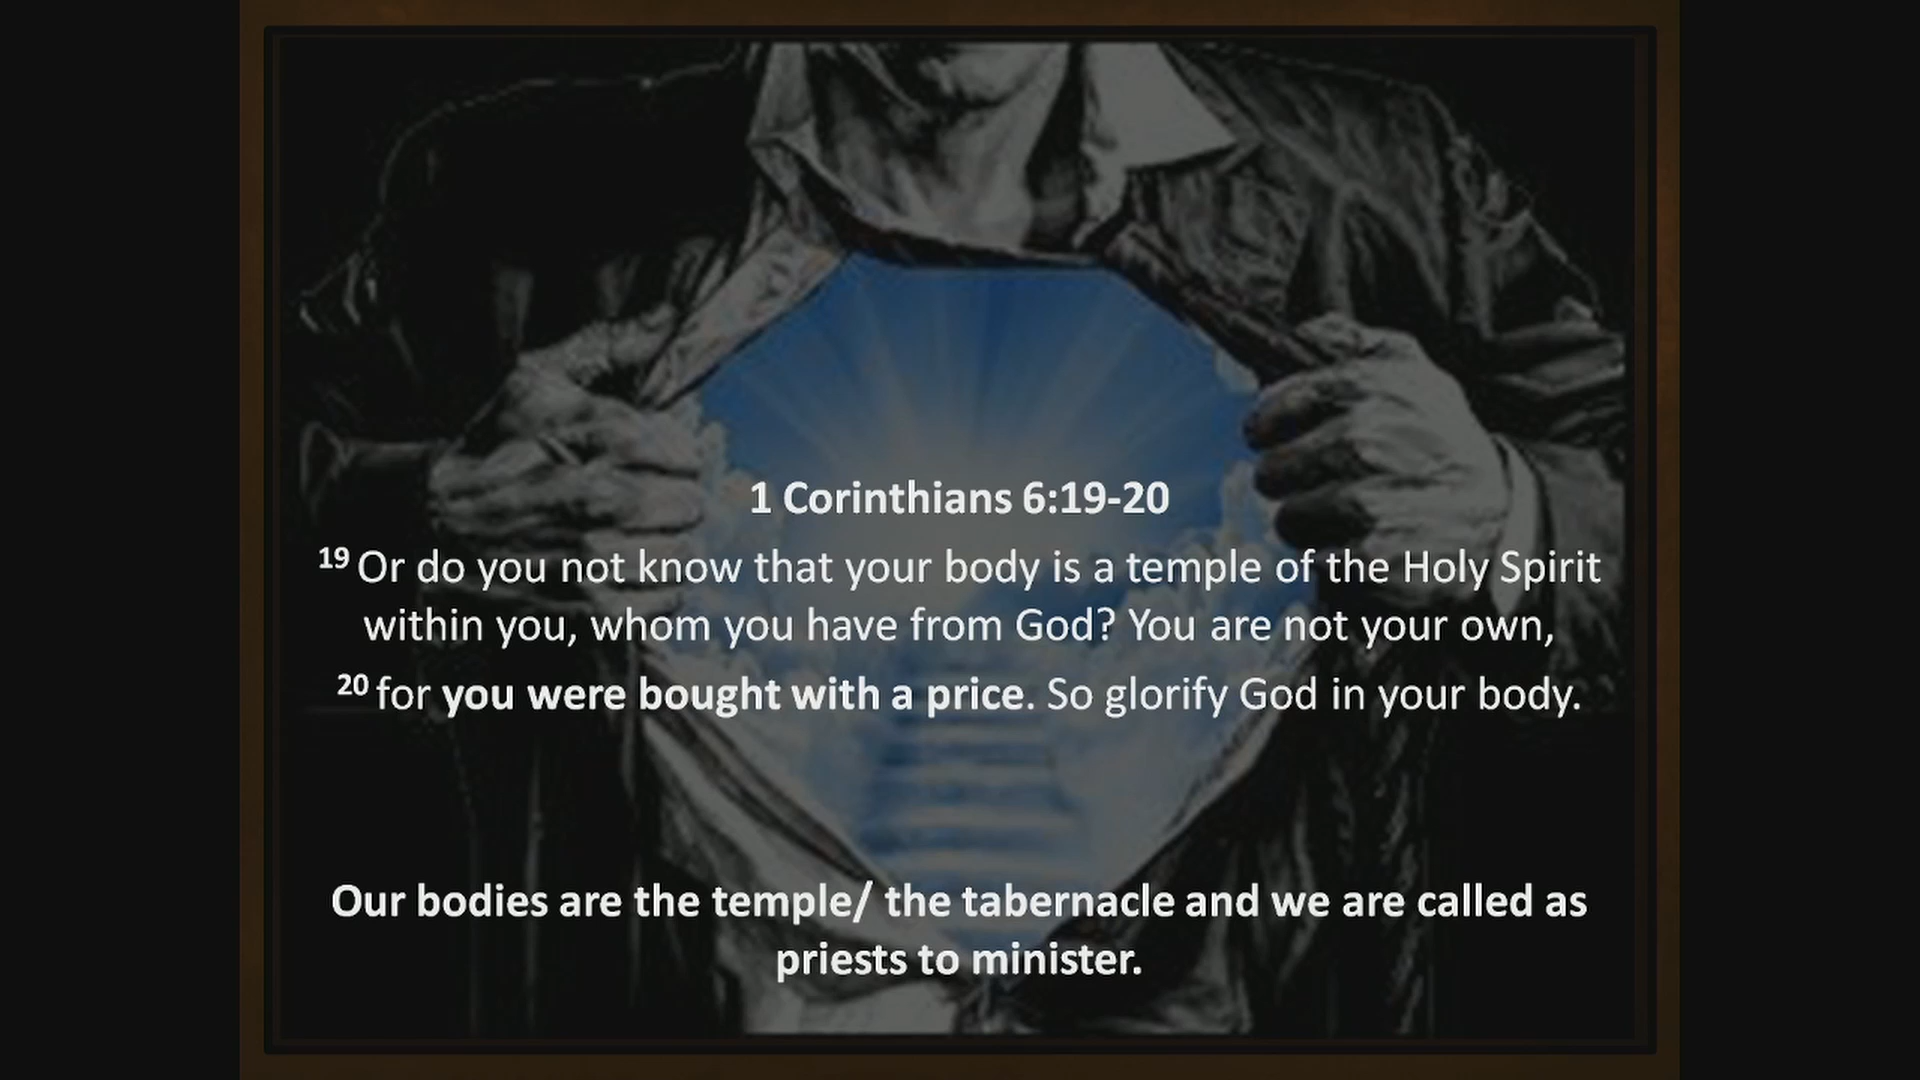 1 Corinthians 6:19-20
19 Or do you not know that your body is a temple of the Holy Spirit
within you, whom you have from God? You are not your own,
20 for you were bought with a price. So glorify God in your body.
Our bodies are the temple/ the tabernacle and we are called as
priests to minister.